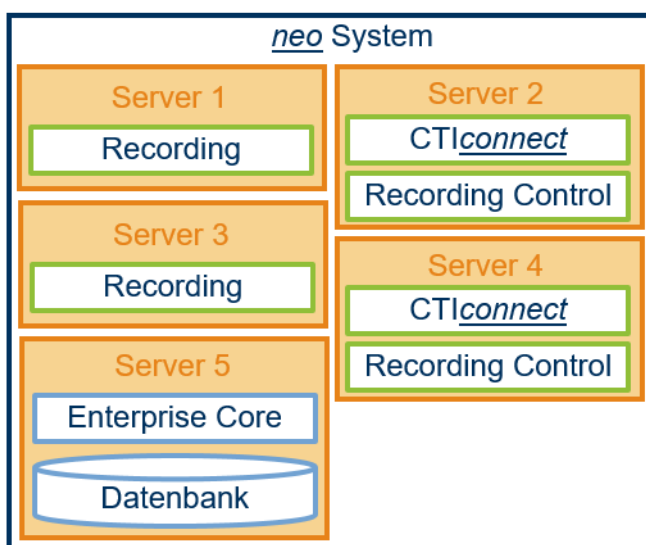 neo System
Server 1
Recording
Server 2
CTIconnect
Recording Control
Server 3
Recording
Server 4
CTIconnect
Recording Control
Server 5
Enterprise Core
Datenbank